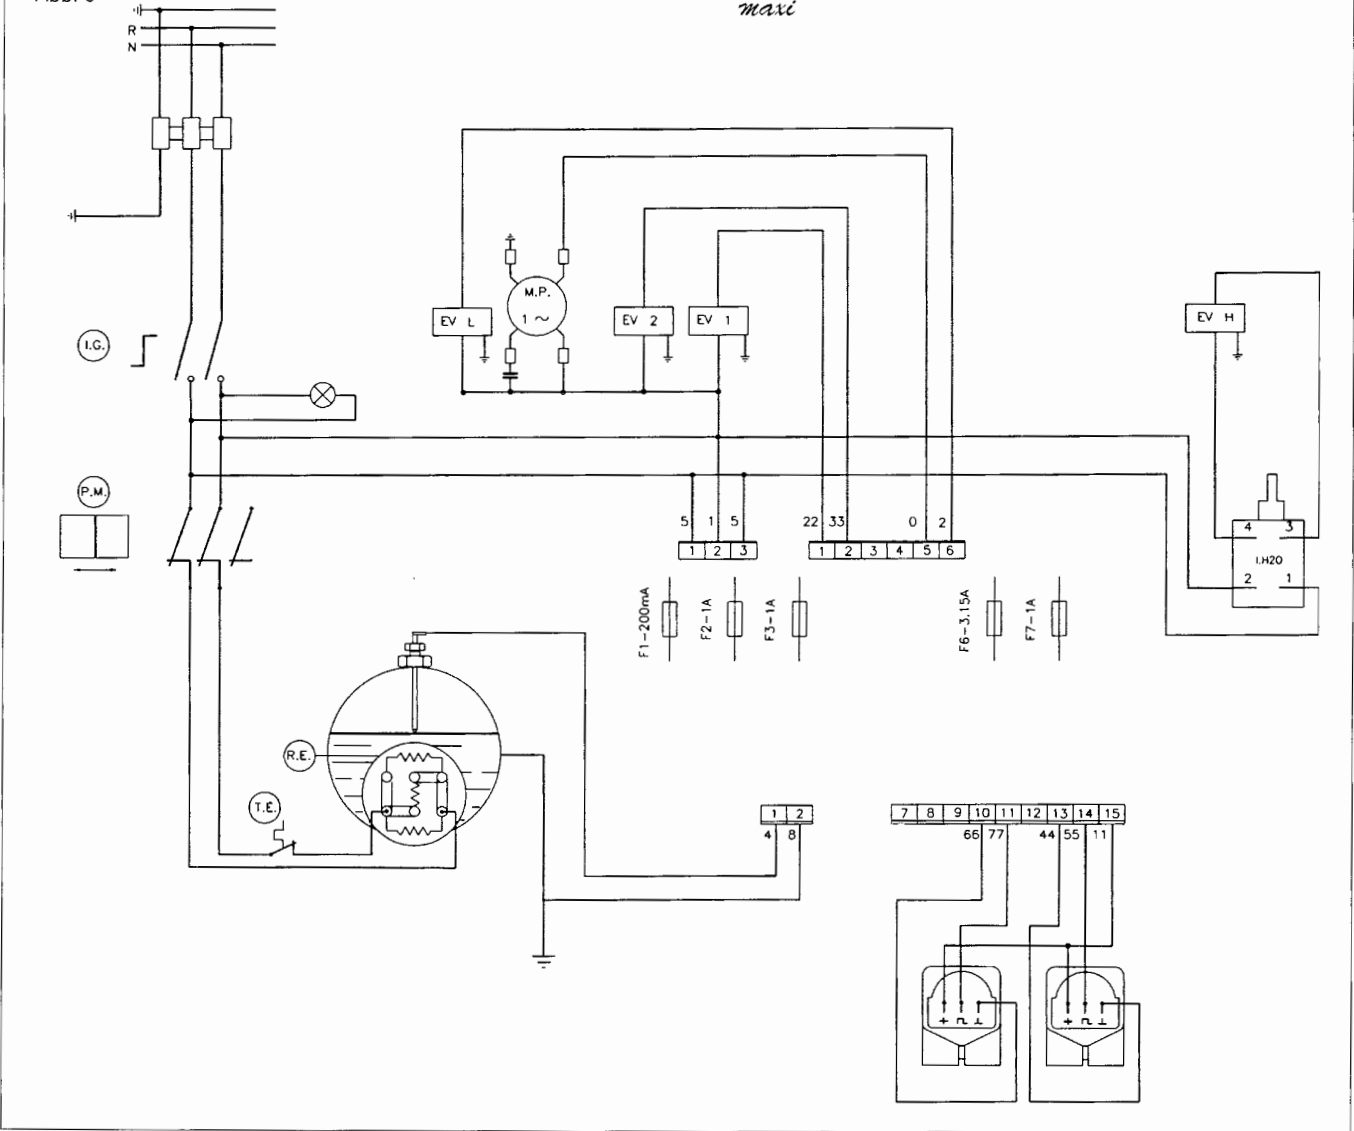 maxi
R
N
M.P.
1 ~
EV L
EV 2
EV 1
EV H
I.G.
P.M.
5 1 5
22 33 0 2
1 2 3
1 2 3 4 5 6
4 3
I.H20
2 1
F1-200mA
F2-1A
F3-1A
F6-3.15A
F7-1A
R.E.
T.E.
1 2
4 8
7 8 9 10 11 12 13 14 15
66 77 44 55 11
+ ⊥
+ ⊥